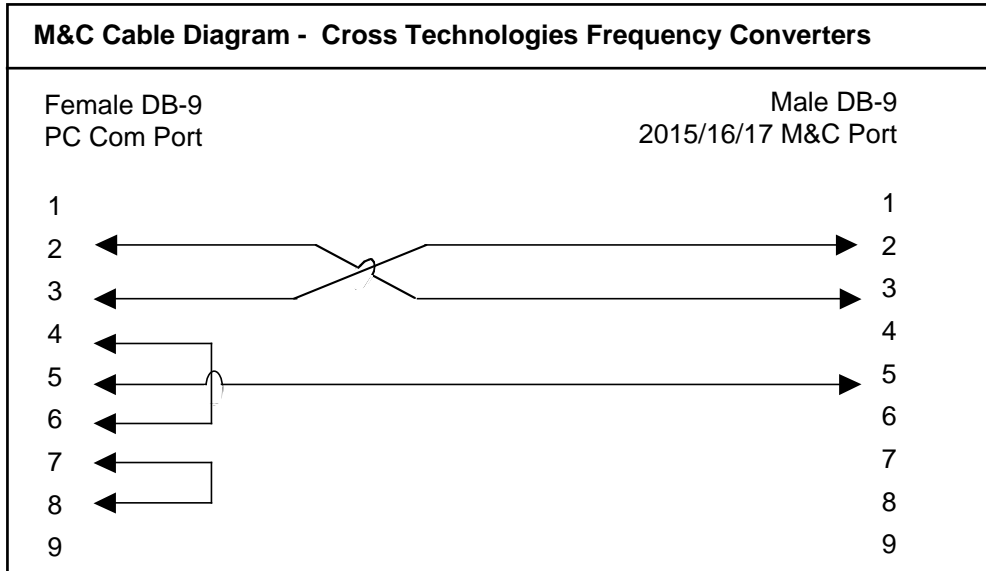 M&C Cable Diagram - Cross Technologies Frequency Converters
Female DB-9
PC Com Port
Male DB-9
2015/16/17 M&C Port
1 1
2 2
3 3
4 4
5 5
6 6
7 7
8 8
9 9